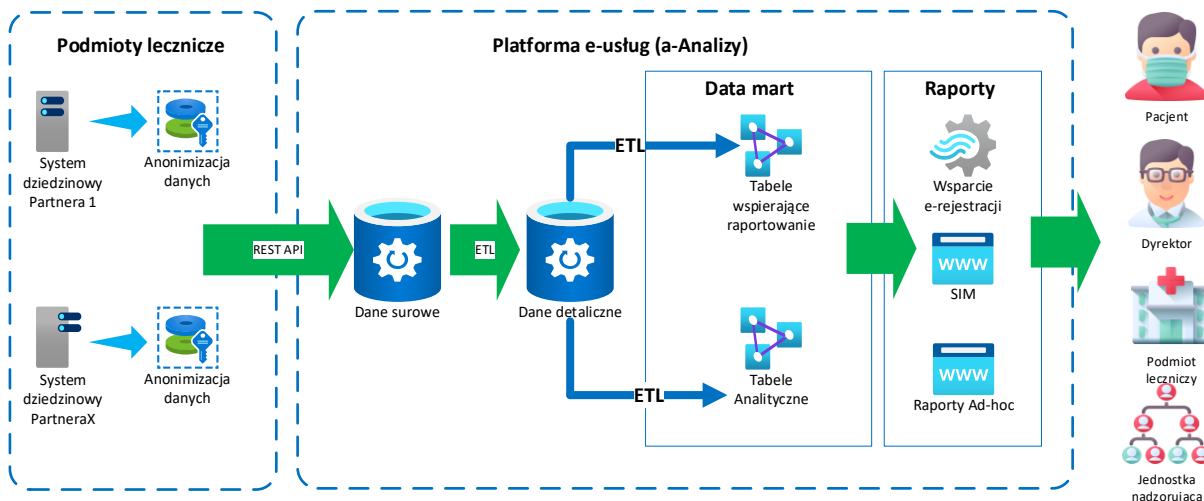 Podmioty lecznicze
System
dziedzinowy
Partnera 1
Anonimizacja
danych
System
dziedzinowy
PartneraX
Anonimizacja
danych
REST API
Platforma e-usług (a-Analizy)
Dane surowe
ETL
Dane detaliczne
ETL
ETL
Data mart
Tabele
wspierające
raportowanie
Tabele
Analityczne
Raporty
Wsparcie
e-rejestracji
WWW
SIM
WWW
Raporty Ad-hoc
Pacjent
Dyrektor
Podmiot
leczniczy
Jednostka
nadzorująca